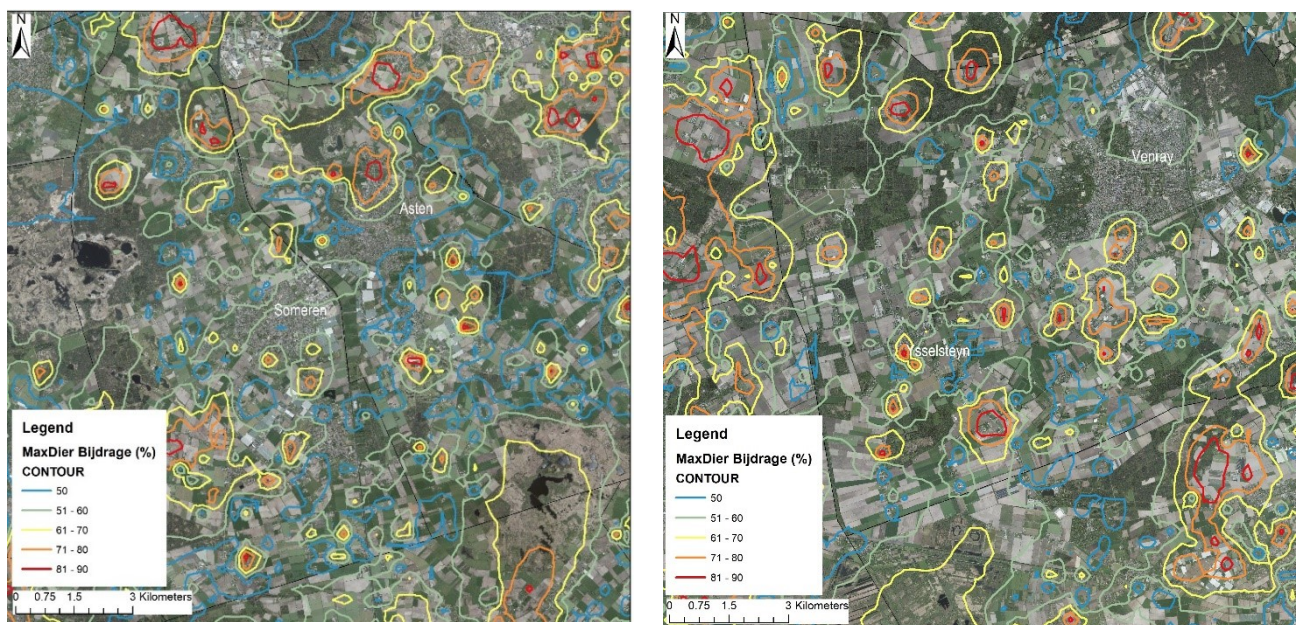 N
Asten
Someren
Legend
MaxDier Bijdrage (%)
CONTOUR
50
51 - 60
61 - 70
71 - 80
81 - 90
0 0.75 1.5 3 Kilometers
N
Venray
Ysselsteyn
Legend
MaxDier Bijdrage (%)
CONTOUR
50
51 - 60
61 - 70
71 - 80
81 - 90
0 0.75 1.5 3 Kilometers